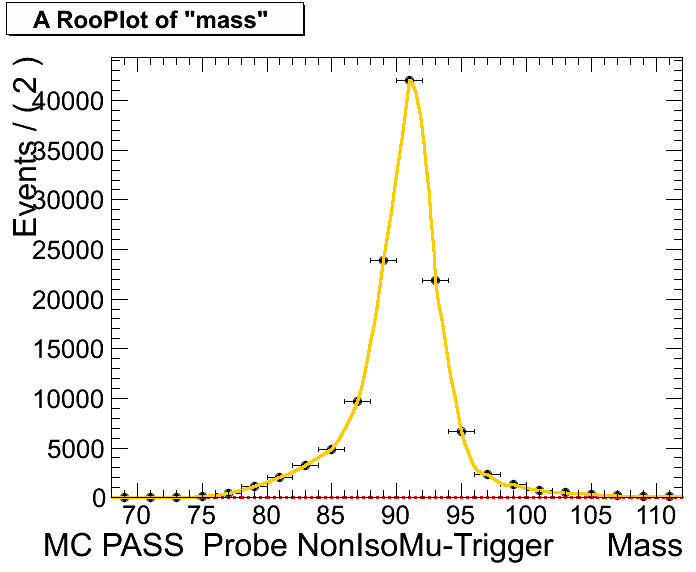 A RooPlot of "mass"
Events / ( 2 )
40000
35000
30000
25000
20000
15000
10000
5000
0
70 75 80 85 90 95 100 105 110
MC PASS Probe NonIsoMu-Trigger Mass